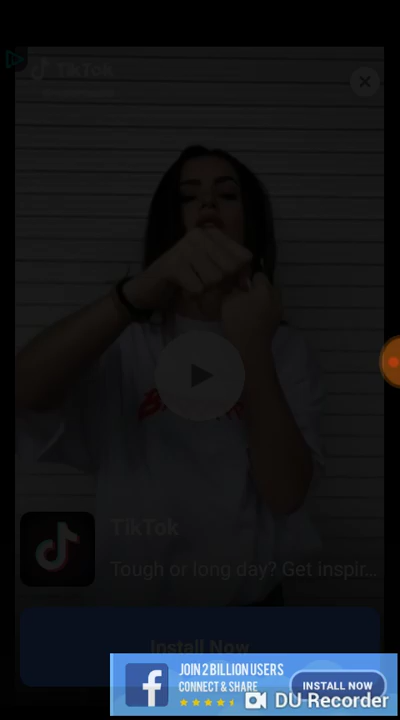 TikTok
TikTok
Tough or long day? Get inspir...
Install Now
JOIN 2 BILLION USERS
CONNECT & SHARE
INSTALL NOW
DU Recorder